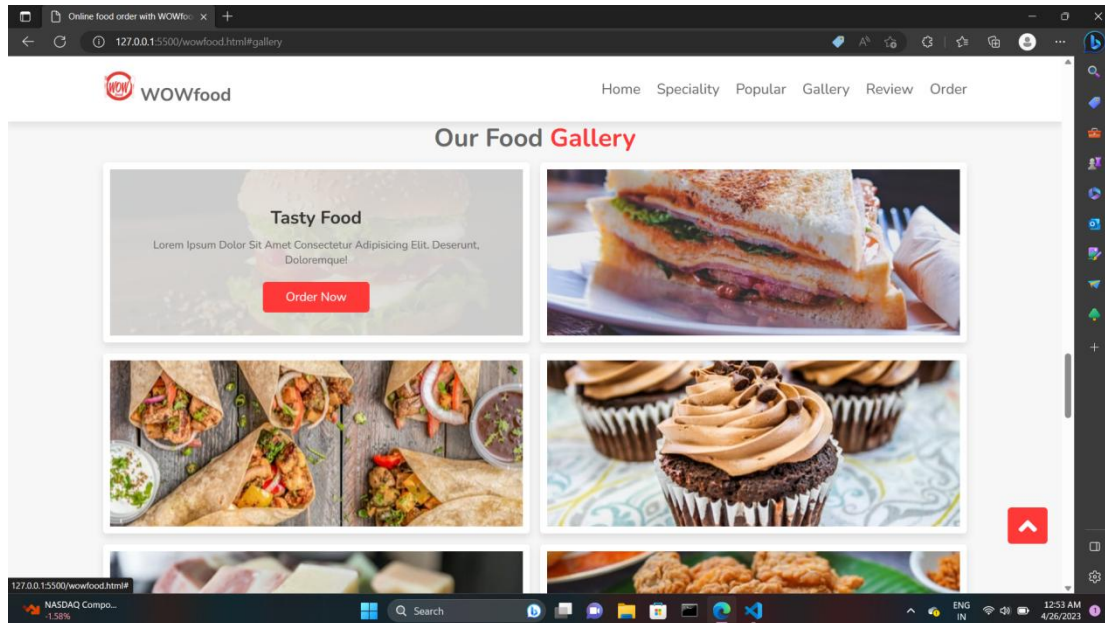 Online food order with WOWfoo
127.0.0.1:5500/wowfood.html#gallery
WOW
WOWfood
Home Speciality Popular Gallery Review Order
Our Food Gallery
Tasty Food
Lorem Ipsum Dolor Sit Amet Consectetur Adipisicing Elit. Deserunt,
Doloremque!
Order Now
127.0.0.1:5500/wowfood.html#
NASDAQ Compo...
-1.58%
Search
ENG
IN
12:53 AM
4/26/2023
1